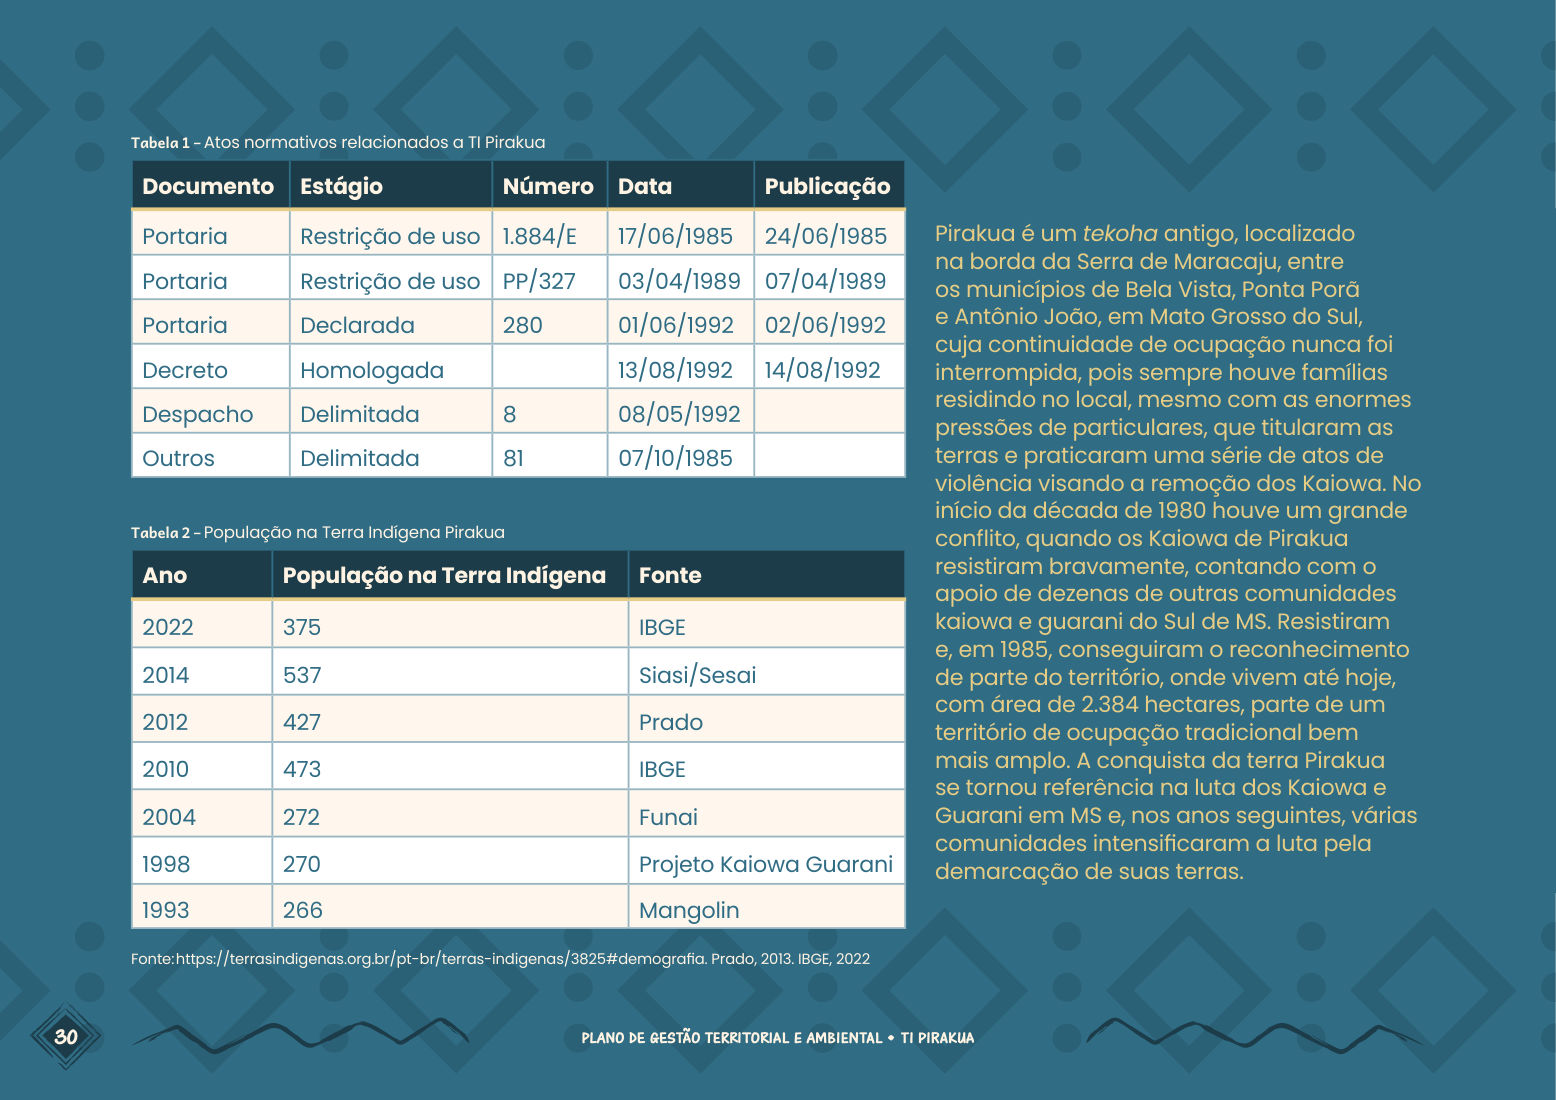 Tabela 1 – Atos normativos relacionados a TI Pirakua
Documento Estágio Número Data Publicação
Portaria Restrição de uso 1.884/E 17/06/1985 24/06/1985
Portaria Restrição de uso PP/327 03/04/1989 07/04/1989
Portaria Declarada 280 01/06/1992 02/06/1992
Decreto Homologada 13/08/1992 14/08/1992
Despacho Delimitada 8 08/05/1992
Outros Delimitada 81 07/10/1985
Tabela 2 – População na Terra Indígena Pirakua
Ano População na Terra Indígena Fonte
2022 375 IBGE
2014 537 Siasi/Sesai
2012 427 Prado
2010 473 IBGE
2004 272 Funai
1998 270 Projeto Kaiowa Guarani
1993 266 Mangolin
Fonte: https://terrasindigenas.org.br/pt-br/terras-indigenas/3825#demografia. Prado, 2013. IBGE, 2022
Pirakua é um tekoha antigo, localizado
na borda da Serra de Maracaju, entre
os municípios de Bela Vista, Ponta Porã
e Antônio João, em Mato Grosso do Sul,
cuja continuidade de ocupação nunca foi
interrompida, pois sempre houve famílias
residindo no local, mesmo com as enormes
pressões de particulares, que titularam as
terras e praticaram uma série de atos de
violência visando a remoção dos Kaiowa. No
início da década de 1980 houve um grande
conflito, quando os Kaiowa de Pirakua
resistiram bravamente, contando com o
apoio de dezenas de outras comunidades
kaiowa e guarani do Sul de MS. Resistiram
e, em 1985, conseguiram o reconhecimento
de parte do território, onde vivem até hoje,
com área de 2.384 hectares, parte de um
território de ocupação tradicional bem
mais amplo. A conquista da terra Pirakua
se tornou referência na luta dos Kaiowa e
Guarani em MS e, nos anos seguintes, várias
comunidades intensificaram a luta pela
demarcação de suas terras.
30
PLANO DE GESTÃO TERRITORIAL E AMBIENTAL • TI PIRAKUA